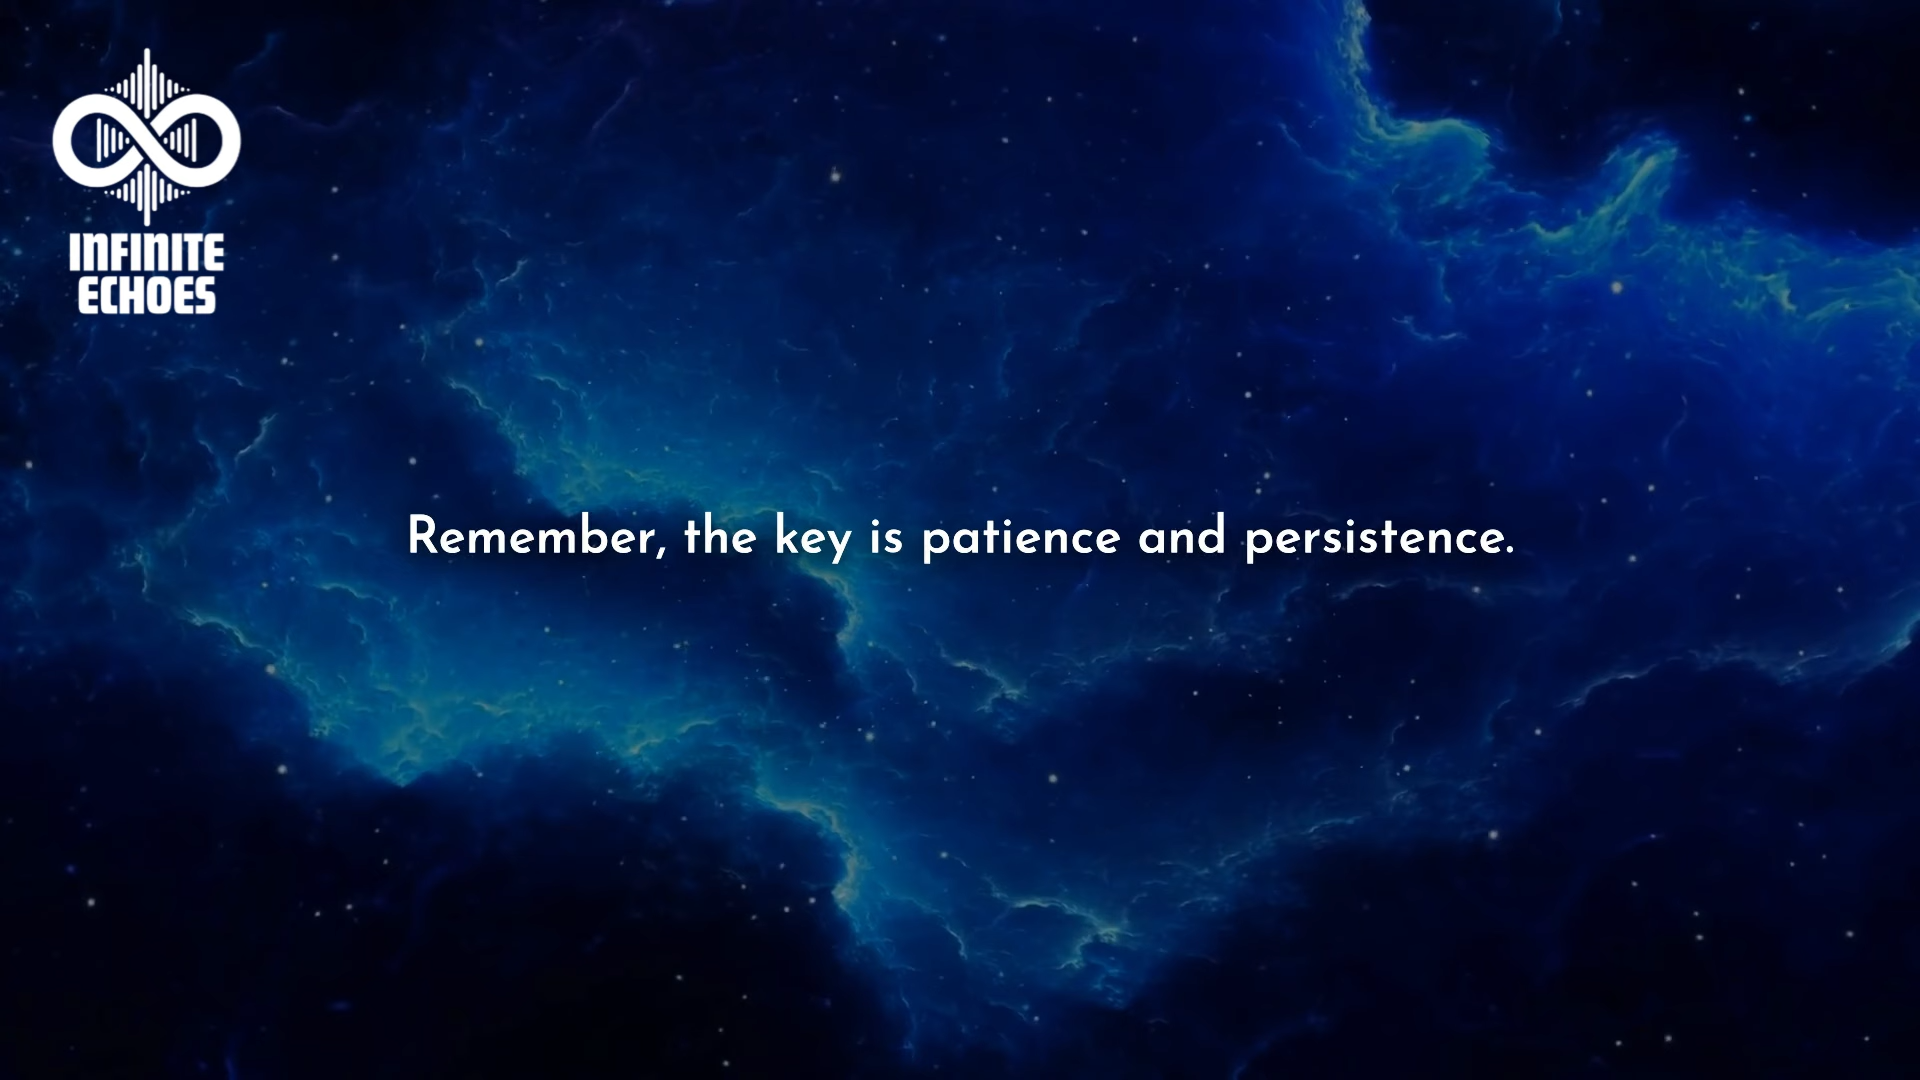 INFINITE
ECHOES
Remember, the key is patience and persistence.